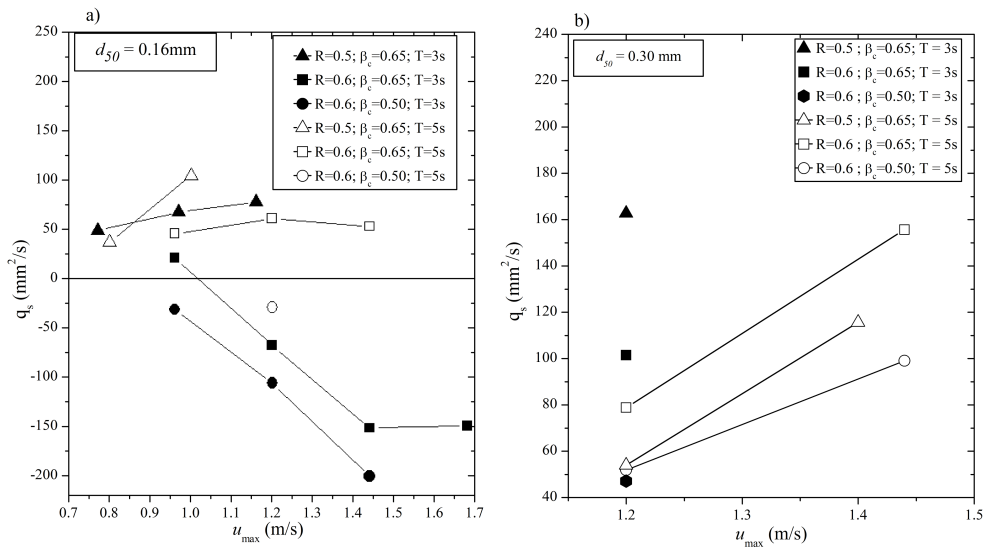 a)
d50 = 0.16mm
R=0.5; βc=0.65; T=3s
R=0.6; βc=0.65; T=3s
R=0.6; βc=0.50; T=3s
R=0.5; βc=0.65; T=5s
R=0.6; βc=0.65; T=5s
R=0.6; βc=0.50; T=5s
250
200
150
100
50
0
-50
-100
-150
-200
qs (mm²/s)
0.7 0.8 0.9 1.0 1.1 1.2 1.3 1.4 1.5 1.6 1.7
umax (m/s)
b)
d50 = 0.30 mm
R=0.5 ; βc=0.65; T = 3s
R=0.6 ; βc=0.65; T = 3s
R=0.6 ; βc=0.50; T = 3s
R=0.5 ; βc=0.65; T = 5s
R=0.6 ; βc=0.65; T = 5s
R=0.6 ; βc=0.50; T = 5s
240
220
200
180
160
140
120
100
80
60
40
qs (mm²/s)
1.2 1.3 1.4 1.5
umax (m/s)